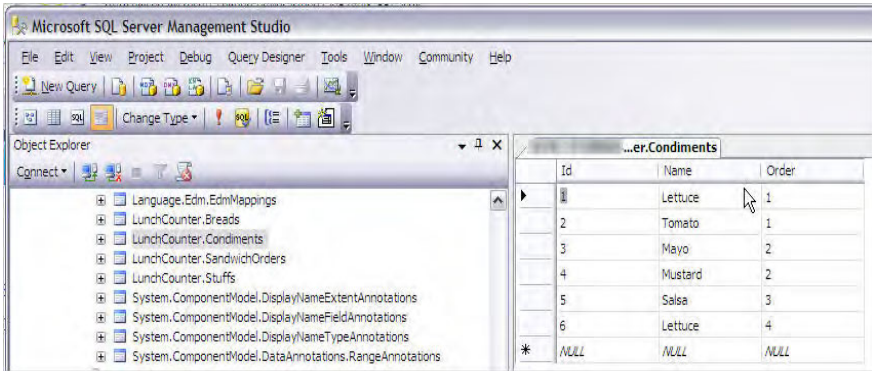 Microsoft SQL Server Management Studio
File Edit View Project Debug Query Designer Tools Window Community Help
New Query
Change Type
Object Explorer
Connect
Language.Edm.EdmMappings
LunchCounter.Breads
LunchCounter.Condiments
LunchCounter.SandwichOrders
LunchCounter.Stuffs
System.ComponentModel.DisplayNameExtentAnnotations
System.ComponentModel.DisplayNameFieldAnnotations
System.ComponentModel.DisplayNameTypeAnnotations
System.ComponentModel.DataAnnotations.RangeAnnotations
...er.Condiments
Id Name Order
1 Lettuce 1
2 Tomato 1
3 Mayo 2
4 Mustard 2
5 Salsa 3
6 Lettuce 4
NULL NULL NULL